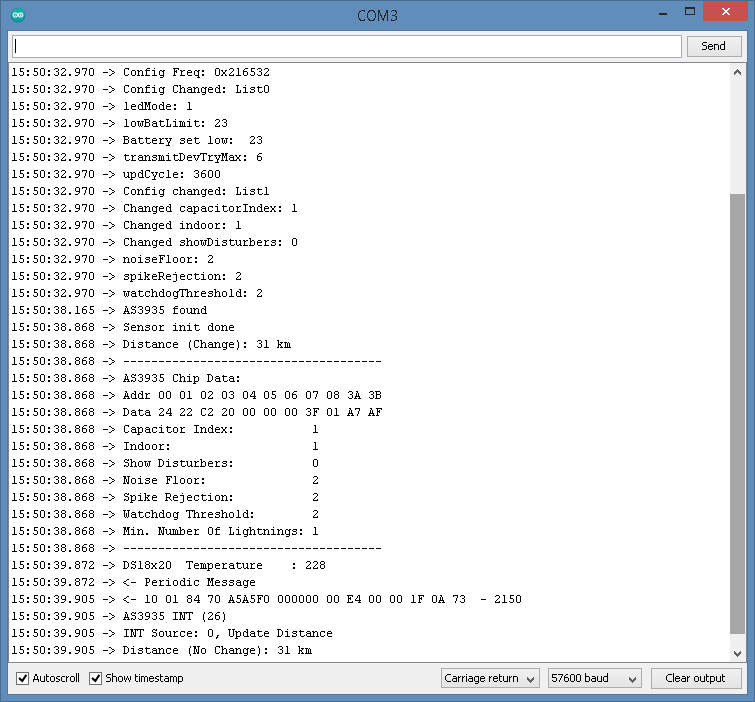 COM3
Send
15:50:32.970 -> Config Freq: 0x216532
15:50:32.970 -> Config Changed: List0
15:50:32.970 -> ledMode: 1
15:50:32.970 -> lowBatLimit: 23
15:50:32.970 -> Battery set low:  23
15:50:32.970 -> transmitDevTryMax: 6
15:50:32.970 -> updCycle: 3600
15:50:32.970 -> Config changed: List1
15:50:32.970 -> Changed capacitorIndex: 1
15:50:32.970 -> Changed indoor: 1
15:50:32.970 -> Changed showDisturbers: 0
15:50:32.970 -> noiseFloor: 2
15:50:32.970 -> spikeRejection: 2
15:50:32.970 -> watchdogThreshold: 2
15:50:38.165 -> AS3935 found
15:50:38.868 -> Sensor init done
15:50:38.868 -> Distance (Change): 31 km
15:50:38.868 -> -------------------------------------
15:50:38.868 -> AS3935 Chip Data:
15:50:38.868 -> Addr 00 01 02 03 04 05 06 07 08 3A 3B
15:50:38.868 -> Data 24 22 C2 20 00 00 00 3F 01 A7 AF
15:50:38.868 -> Capacitor Index:           1
15:50:38.868 -> Indoor:                    1
15:50:38.868 -> Show Disturbers:           0
15:50:38.868 -> Noise Floor:               2
15:50:38.868 -> Spike Rejection:           2
15:50:38.868 -> Watchdog Threshold:        2
15:50:38.868 -> Min. Number Of Lightnings: 1
15:50:38.868 -> -------------------------------------
15:50:39.872 -> DS18x20  Temperature    : 228
15:50:39.872 -> <- Periodic Message
15:50:39.905 -> <- 10 01 84 70 A5A5F0 000000 00 E4 00 00 1F 0A 73  - 2150
15:50:39.905 -> AS3935 INT (26)
15:50:39.905 -> INT Source: 0, Update Distance
15:50:39.905 -> Distance (No Change): 31 km
Autoscroll Show timestamp Carriage return 57600 baud Clear output